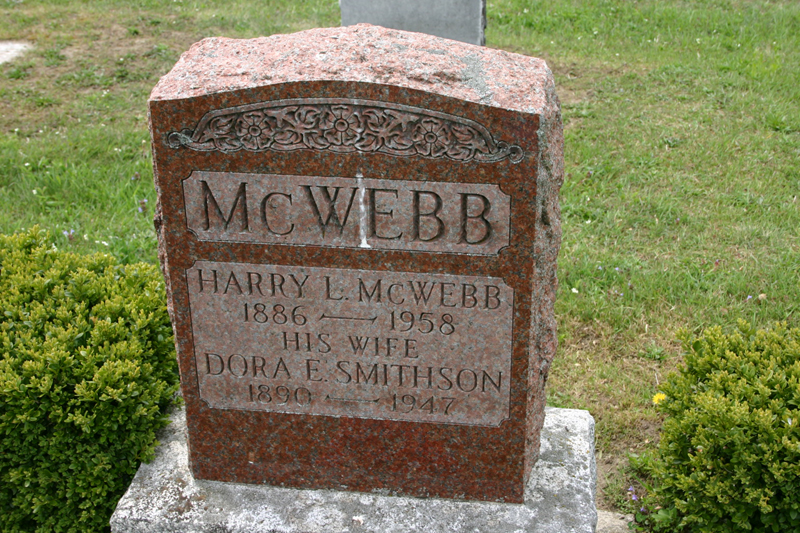 McWEBB
HARRY L. McWEBB
1886 — 1958
HIS WIFE
DORA E. SMITHSON
1890 — 1947